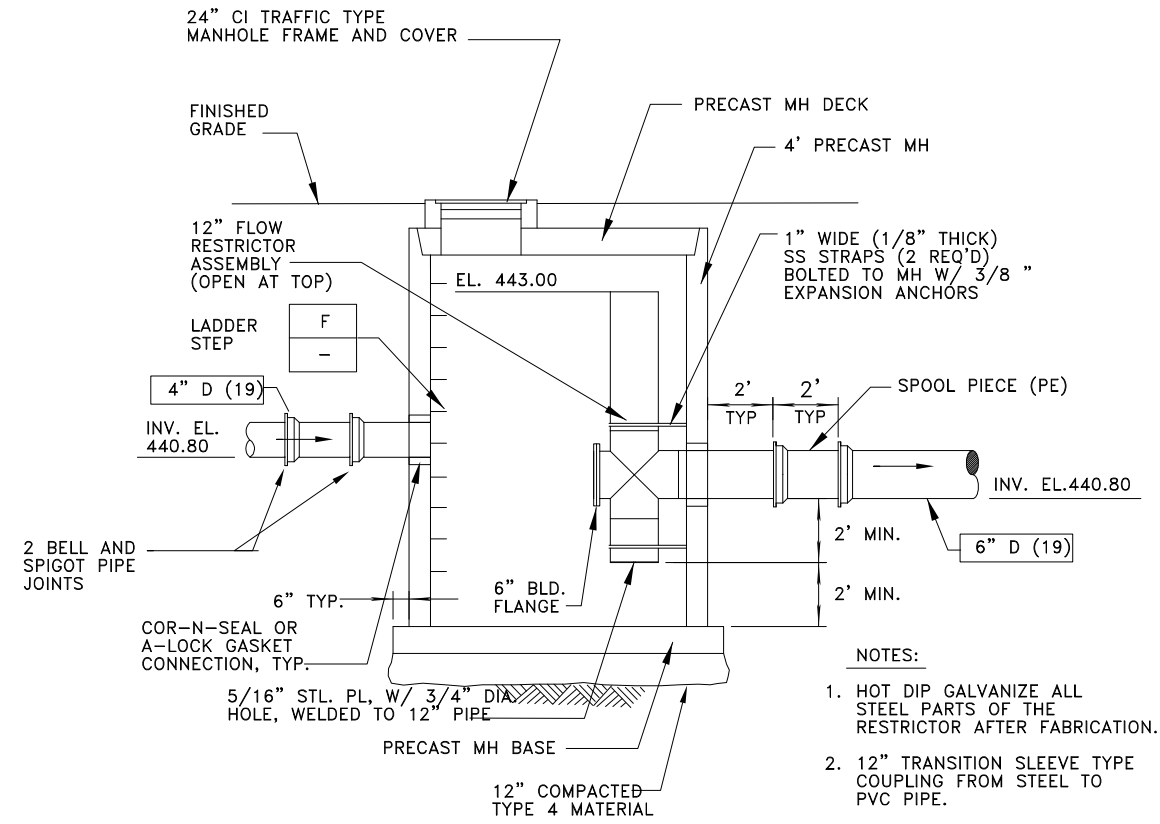 24” CI TRAFFIC TYPE
MANHOLE FRAME AND COVER
PRECAST MH DECK
FINISHED
GRADE
4’ PRECAST MH
12” FLOW
RESTRICTOR
ASSEMBLY
(OPEN AT TOP)
1” WIDE (1/8” THICK)
SS STRAPS (2 REQ’D)
BOLTED TO MH W/ 3/8 ”
EXPANSION ANCHORS
EL. 443.00
LADDER
STEP
F
–
4” D (19)
INV. EL.
440.80
2’
TYP
2’
TYP
SPOOL PIECE (PE)
INV. EL.440.80
6” D (19)
2’ MIN.
2’ MIN.
2 BELL AND
SPIGOT PIPE
JOINTS
6” TYP.
6” BLD.
FLANGE
COR–N–SEAL OR
A–LOCK GASKET
CONNECTION, TYP.
5/16” STL. PL, W/ 3/4” DIA.
HOLE, WELDED TO 12” PIPE
PRECAST MH BASE
12” COMPACTED
TYPE 4 MATERIAL
NOTES:
1. HOT DIP GALVANIZE ALL
STEEL PARTS OF THE
RESTRICTOR AFTER FABRICATION.
2. 12” TRANSITION SLEEVE TYPE
COUPLING FROM STEEL TO
PVC PIPE.